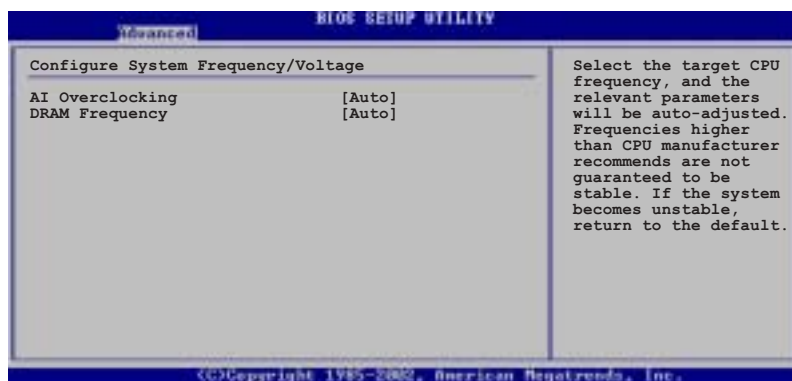 BIOS SETUP UTILITY
Advanced
Configure System Frequency/Voltage
AI Overclocking [Auto]
DRAM Frequency [Auto]
Select the target CPU
frequency, and the
relevant parameters
will be auto-adjusted.
Frequencies higher
than CPU manufacturer
recommends are not
guaranteed to be
stable. If the system
becomes unstable,
return to the default.
(C)Copyright 1985-2002, American Megatrends, Inc.